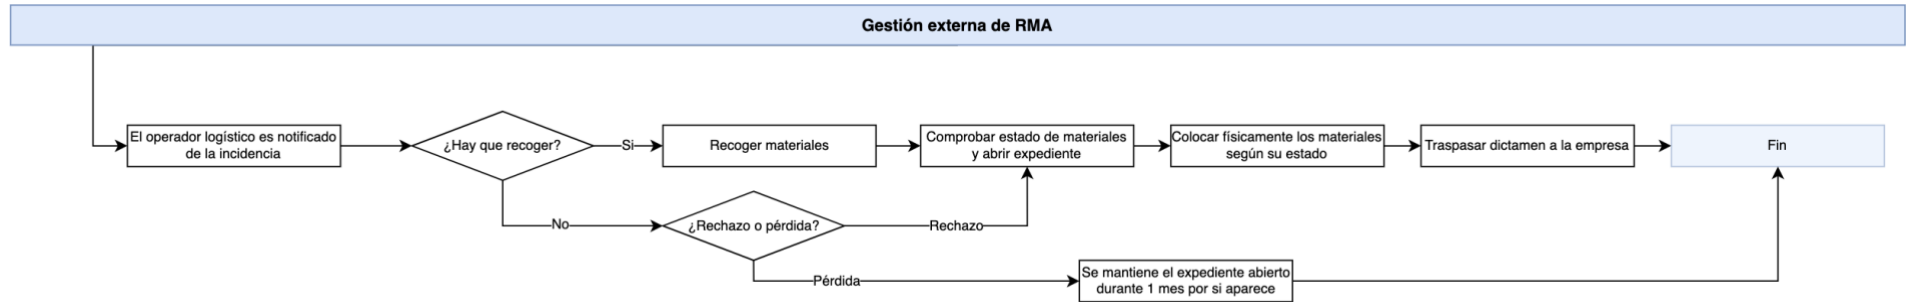 Gestión externa de RMA
El operador logístico es notificado
de la incidencia
¿Hay que recoger?
Si
Recoger materiales
Comprobar estado de materiales
y abrir expediente
Colocar físicamente los materiales
según su estado
Traspasar dictamen a la empresa
Fin
No
¿Rechazo o pérdida?
Rechazo
Pérdida
Se mantiene el expediente abierto
durante 1 mes por si aparece